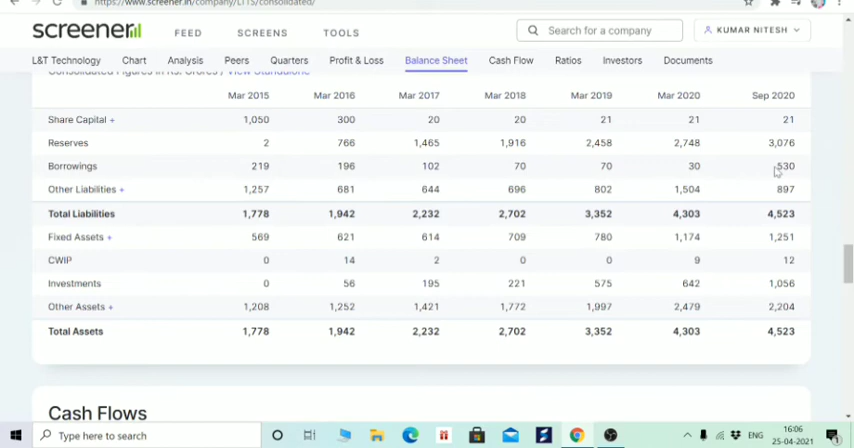 https://www.screener.in/company/LTTS/consolidated/
screener
FEED SCREENS TOOLS
Search for a company
KUMAR NITESH
L&T Technology Chart Analysis Peers Quarters Profit & Loss Balance Sheet Cash Flow Ratios Investors Documents
Consolidated Figures in Rs. Crores / View Standalone
Mar 2015 Mar 2016 Mar 2017 Mar 2018 Mar 2019 Mar 2020 Sep 2020
Share Capital + 1,050 300 20 20 21 21 21
Reserves 2 766 1,465 1,916 2,458 2,748 3,076
Borrowings 219 196 102 70 70 30 530
Other Liabilities + 1,257 681 644 696 802 1,504 897
Total Liabilities 1,778 1,942 2,232 2,702 3,352 4,303 4,523
Fixed Assets + 569 621 614 709 780 1,174 1,251
CWIP 0 14 2 0 0 9 12
Investments 0 56 195 221 575 642 1,056
Other Assets + 1,208 1,252 1,421 1,772 1,997 2,479 2,204
Total Assets 1,778 1,942 2,232 2,702 3,352 4,303 4,523
Cash Flows
Type here to search
ENG
16:06
25-04-2021